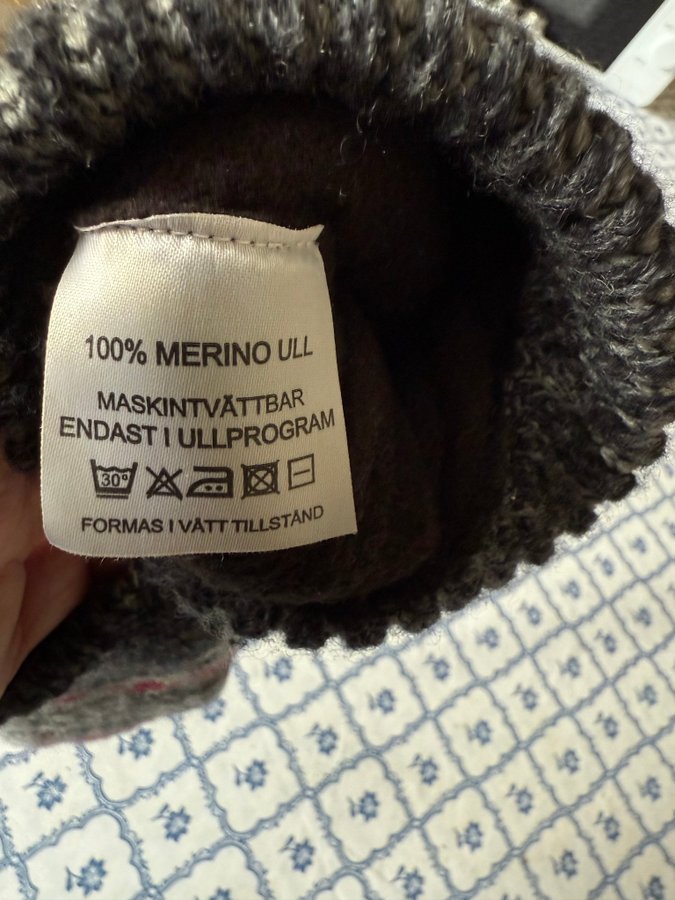 100% MERINO ULL
MASKINTVÄTTBAR
ENDAST I ULLPROGRAM
30°
FORMAS I VÅTT TILLSTÅND